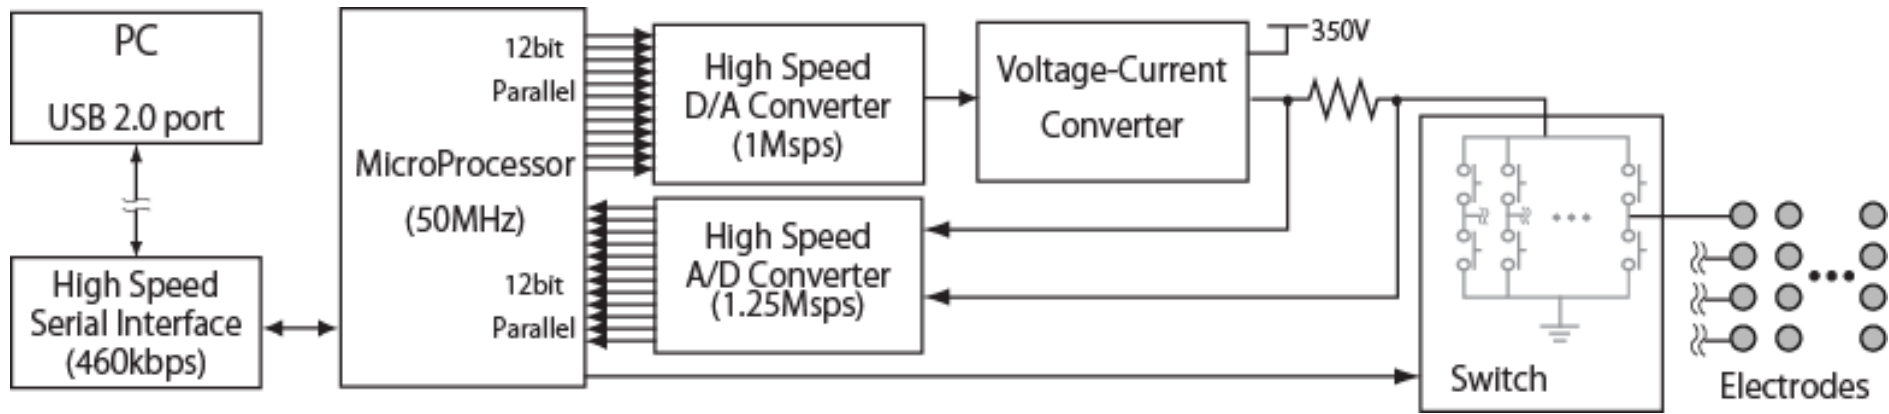 PC
USB 2.0 port
High Speed
Serial Interface
(460kbps)
MicroProcessor
(50MHz)
12bit
Parallel
12bit
Parallel
High Speed
D/A Converter
(1Msps)
High Speed
A/D Converter
(1.25Msps)
Voltage-Current
Converter
350V
Switch
Electrodes